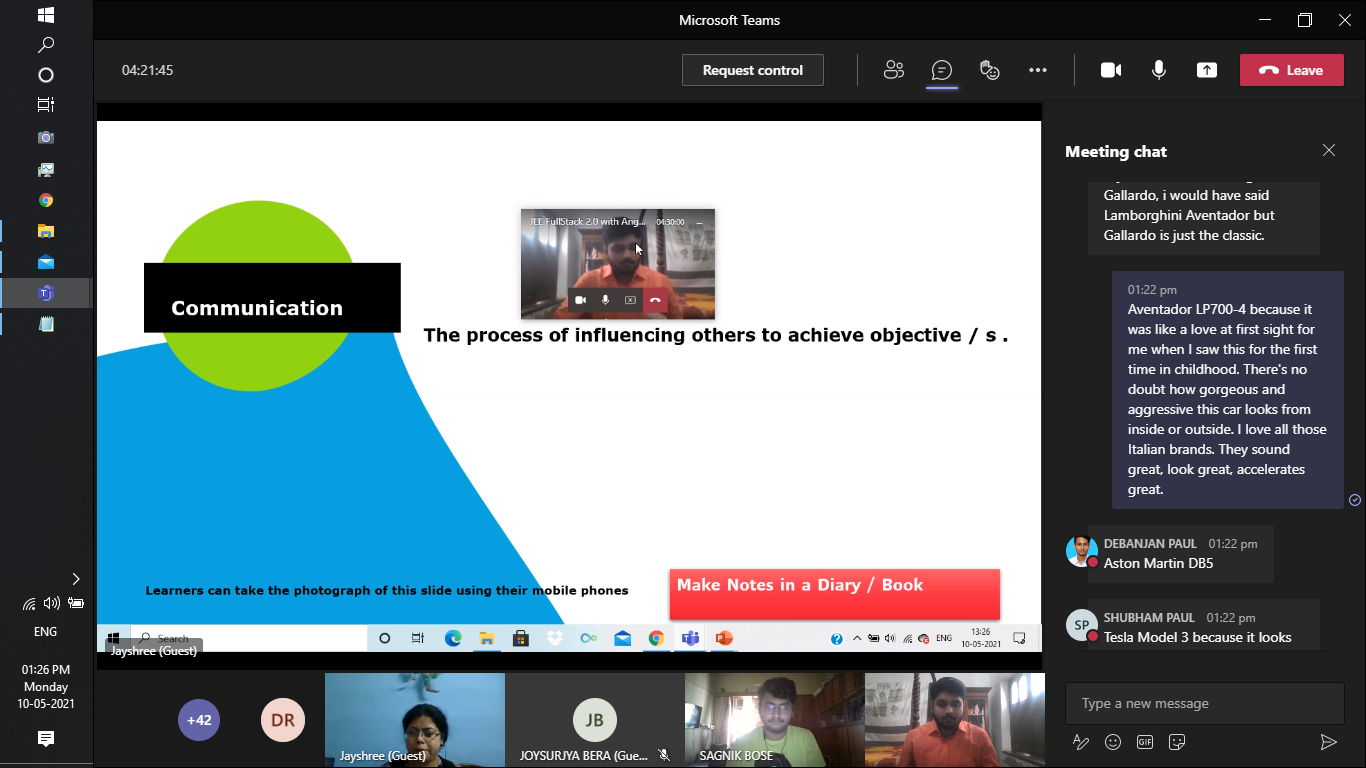 Microsoft Teams
04:21:45
Request control
Leave
Communication
JEE FullStack 2.0 with Ang...
04:30:00
The process of influencing others to achieve objective / s .
Learners can take the photograph of this slide using their mobile phones
Make Notes in a Diary / Book
Search
ENG
13:26
10-05-2021
Jayshree (Guest)
+42
DR
Jayshree (Guest)
JB
JOYSURJYA BERA (Gue...
SAGNIK BOSE
Meeting chat
Gallardo, i would have said
Lamborghini Aventador but
Gallardo is just the classic.
01:22 pm
Aventador LP700-4 because it
was like a love at first sight for
me when I saw this for the first
time in childhood. There's no
doubt how gorgeous and
aggressive this car looks from
inside or outside. I love all those
Italian brands. They sound
great, look great, accelerates
great.
DEBANJAN PAUL 01:22 pm
Aston Martin DB5
SP
SHUBHAM PAUL 01:22 pm
Tesla Model 3 because it looks
Type a new message
GIF
ENG
01:26 PM
Monday
10-05-2021